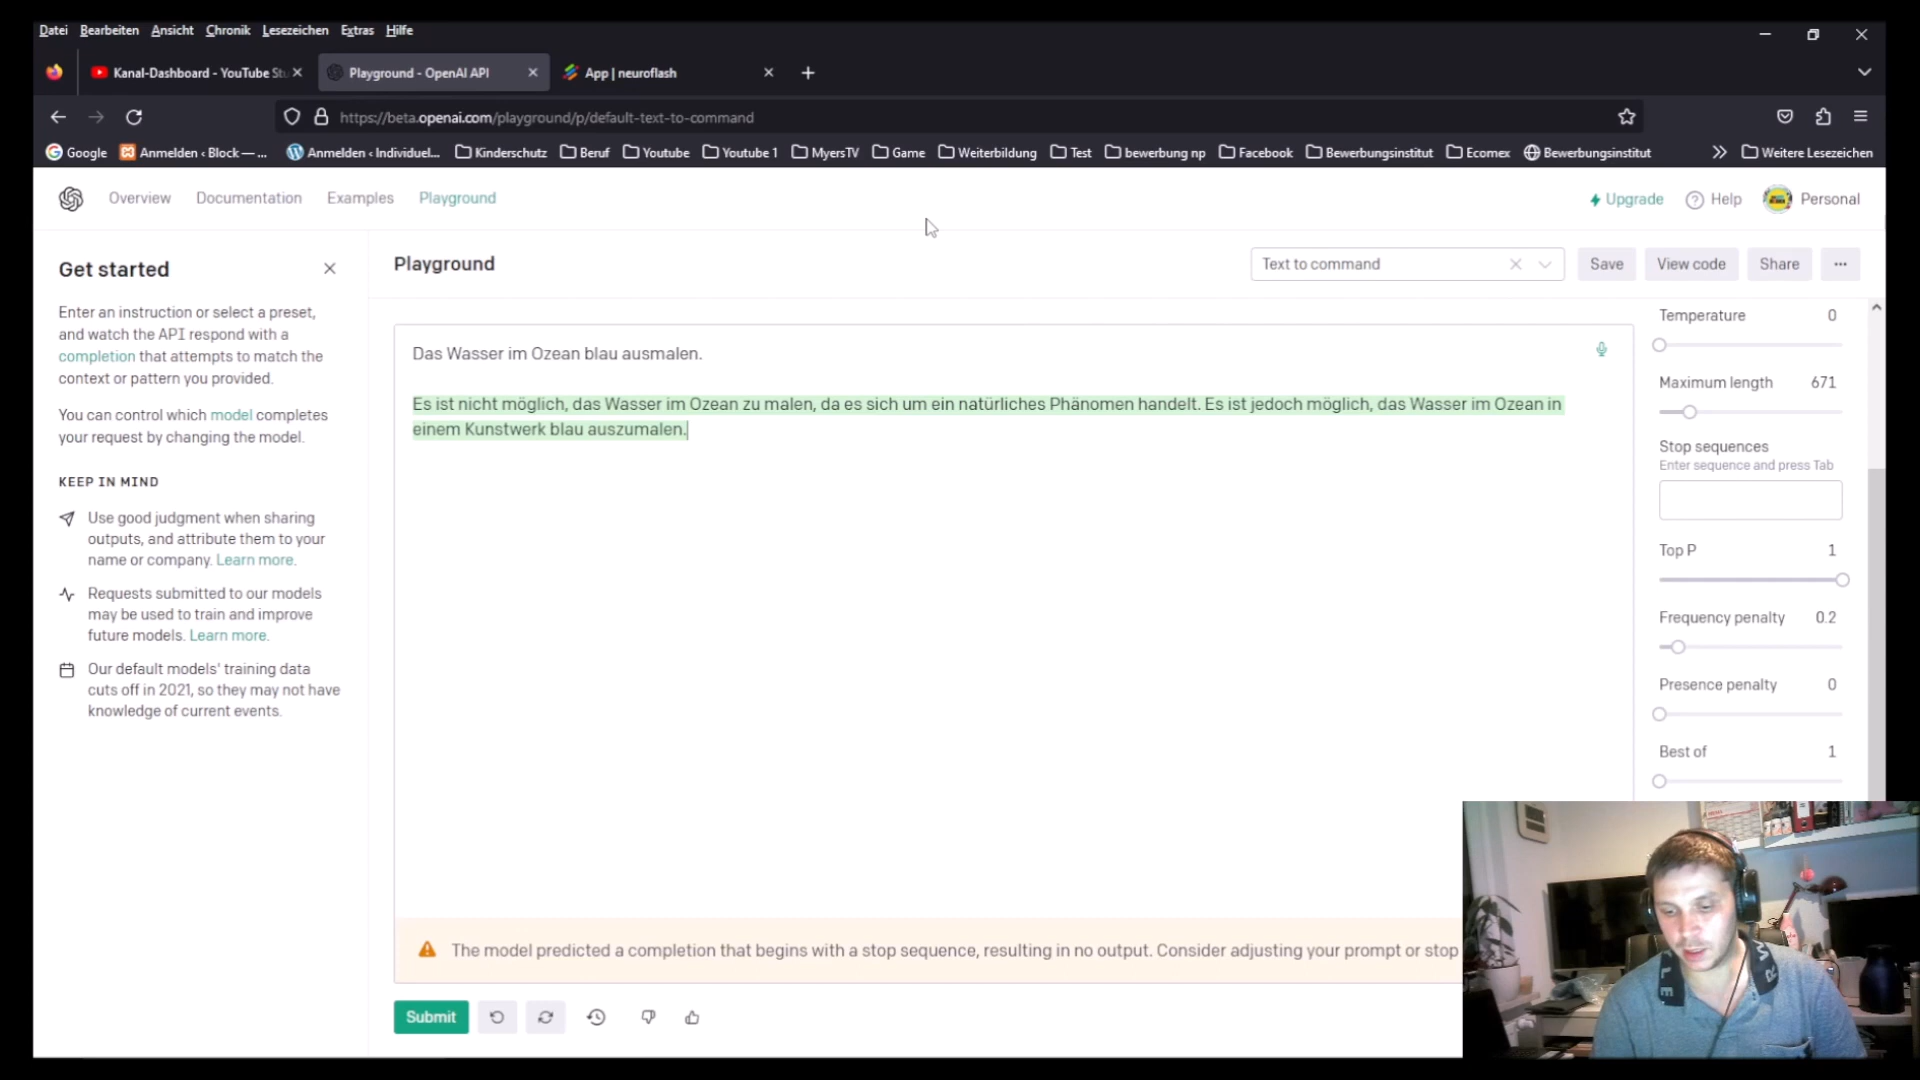 Datei Bearbeiten Ansicht Chronik Lesezeichen Extras Hilfe
Kanal-Dashboard - YouTube Stu
Playground - OpenAI API
App | neuroflash
https://beta.openai.com/playground/p/default-text-to-command
Google Anmelden ‹ Block — ... Anmelden ‹ Individuel... Kinderschutz Beruf Youtube Youtube 1 MyersTV Game Weiterbildung Test bewerbung np Facebook Bewerbungsinstitut Ecomex Bewerbungsinstitut Weitere Lesezeichen
Overview Documentation Examples Playground Upgrade Help Personal
Get started
Enter an instruction or select a preset,
and watch the API respond with a
completion that attempts to match the
context or pattern you provided.
You can control which model completes
your request by changing the model.
KEEP IN MIND
Use good judgment when sharing
outputs, and attribute them to your
name or company. Learn more.
Requests submitted to our models
may be used to train and improve
future models. Learn more.
Our default models' training data
cuts off in 2021, so they may not have
knowledge of current events.
Playground
Text to command
Save View code Share ...
Das Wasser im Ozean blau ausmalen.
Es ist nicht möglich, das Wasser im Ozean zu malen, da es sich um ein natürliches Phänomen handelt. Es ist jedoch möglich, das Wasser im Ozean in
einem Kunstwerk blau auszumalen.
The model predicted a completion that begins with a stop sequence, resulting in no output. Consider adjusting your prompt or stop
Submit
Temperature 0
Maximum length 671
Stop sequences
Enter sequence and press Tab
Top P 1
Frequency penalty 0.2
Presence penalty 0
Best of 1